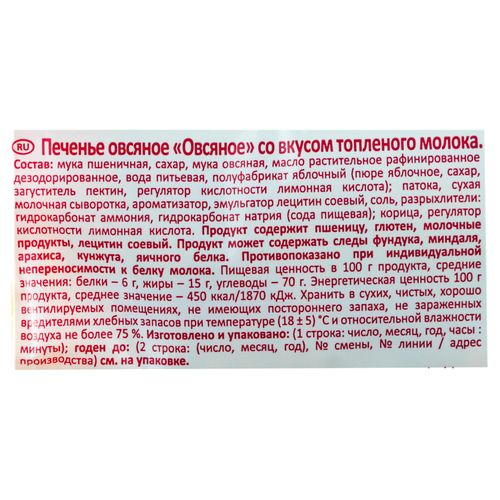 RU Печенье овсяное «Овсяное» со вкусом топленого молока.
Состав: мука пшеничная, сахар, мука овсяная, масло растительное рафинированное
дезодорированное, вода питьевая, полуфабрикат яблочный (пюре яблочное, сахар,
загуститель пектин, регулятор кислотности лимонная кислота); патока, сухая
молочная сыворотка, ароматизатор, эмульгатор лецитин соевый, соль, разрыхлители:
гидрокарбонат аммония, гидрокарбонат натрия (сода пищевая); корица, регулятор
кислотности лимонная кислота. Продукт содержит пшеницу, глютен, молочные
продукты, лецитин соевый. Продукт может содержать следы фундука, миндаля,
арахиса, кунжута, яичного белка. Противопоказано при индивидуальной
непереносимости к белку молока. Пищевая ценность в 100 г продукта, средние
значения: белки – 6 г, жиры – 15 г, углеводы – 70 г. Энергетическая ценность 100 г
продукта, среднее значение – 450 ккал/1870 кДж. Хранить в сухих, чистых, хорошо
вентилируемых помещениях, не имеющих постороннего запаха, не зараженных
вредителями хлебных запасов при температуре (18 ± 5) °С и относительной влажности
воздуха не более 75 %. Изготовлено и упаковано: (1 строка: число, месяц, год, часы :
минуты); годен до: (2 строка: (число, месяц, год), № смены, № линии / адрес
производства) см. на упаковке.